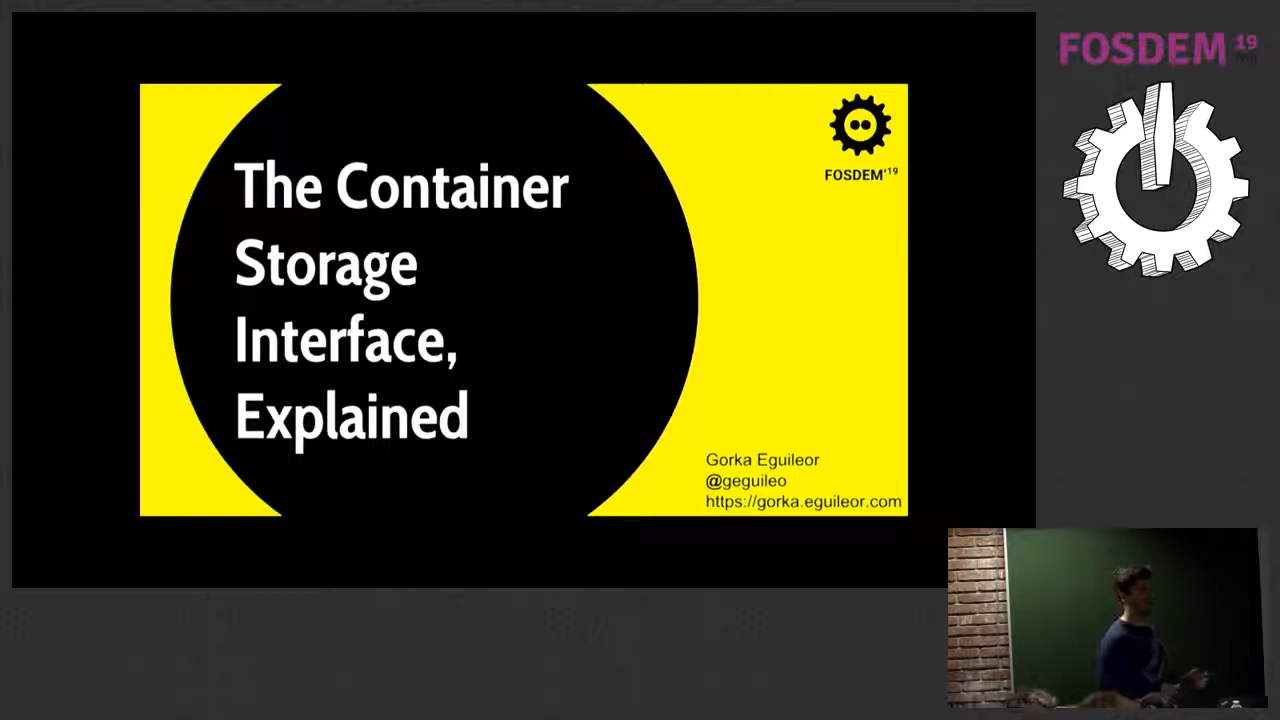 The Container
Storage
Interface,
Explained
FOSDEM'19
Gorka Eguileor
@geguileo
https://gorka.eguileor.com
FOSDEM 19